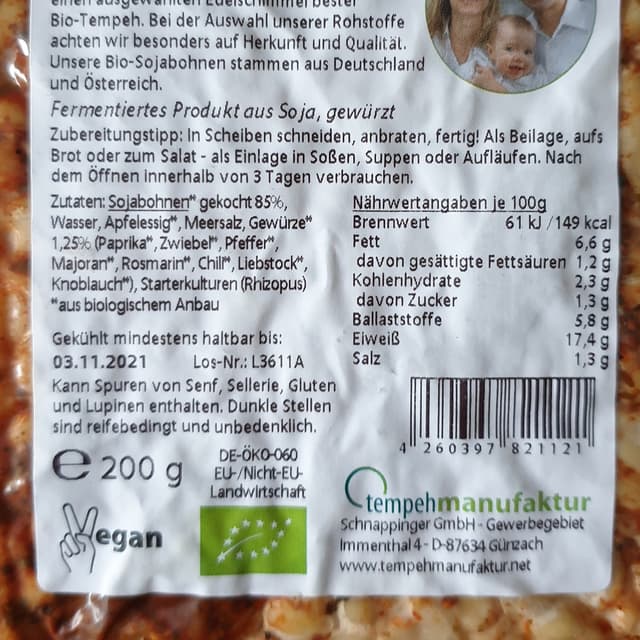 einen ausgewählten Edelschimmel bester
Bio-Tempeh. Bei der Auswahl unserer Rohstoffe
achten wir besonders auf Herkunft und Qualität.
Unsere Bio-Sojabohnen stammen aus Deutschland
und Österreich.
Fermentiertes Produkt aus Soja, gewürzt
Zubereitungstipp: In Scheiben schneiden, anbraten, fertig! Als Beilage, aufs
Brot oder zum Salat - als Einlage in Soßen, Suppen oder Aufläufen. Nach
dem Öffnen innerhalb von 3 Tagen verbrauchen.
Zutaten: Sojabohnen* gekocht 85%,
Wasser, Apfelessig*, Meersalz, Gewürze*
1,25% (Paprika*, Zwiebel*, Pfeffer*,
Majoran*, Rosmarin*, Chili*, Liebstock*,
Knoblauch*), Starterkulturen (Rhizopus)
*aus biologischem Anbau
Gekühlt mindestens haltbar bis:
03.11.2021 Los-Nr.: L3611A
Kann Spuren von Senf, Sellerie, Gluten
und Lupinen enthalten. Dunkle Stellen
sind reifebedingt und unbedenklich.
Nährwertangaben je 100g
Brennwert 61 kJ / 149 kcal
Fett 6,6 g
davon gesättigte Fettsäuren 1,2 g
Kohlenhydrate 2,3 g
davon Zucker 1,3 g
Ballaststoffe 5,8 g
Eiweiß 17,4 g
Salz 1,3 g
4 260397 821121
e 200 g
DE-ÖKO-060
EU-/Nicht-EU-
Landwirtschaft
Vegan
tempehmanufaktur
Schnappinger GmbH - Gewerbegebiet
Immenthal 4 - D-87634 Günzach
www.tempehmanufaktur.net